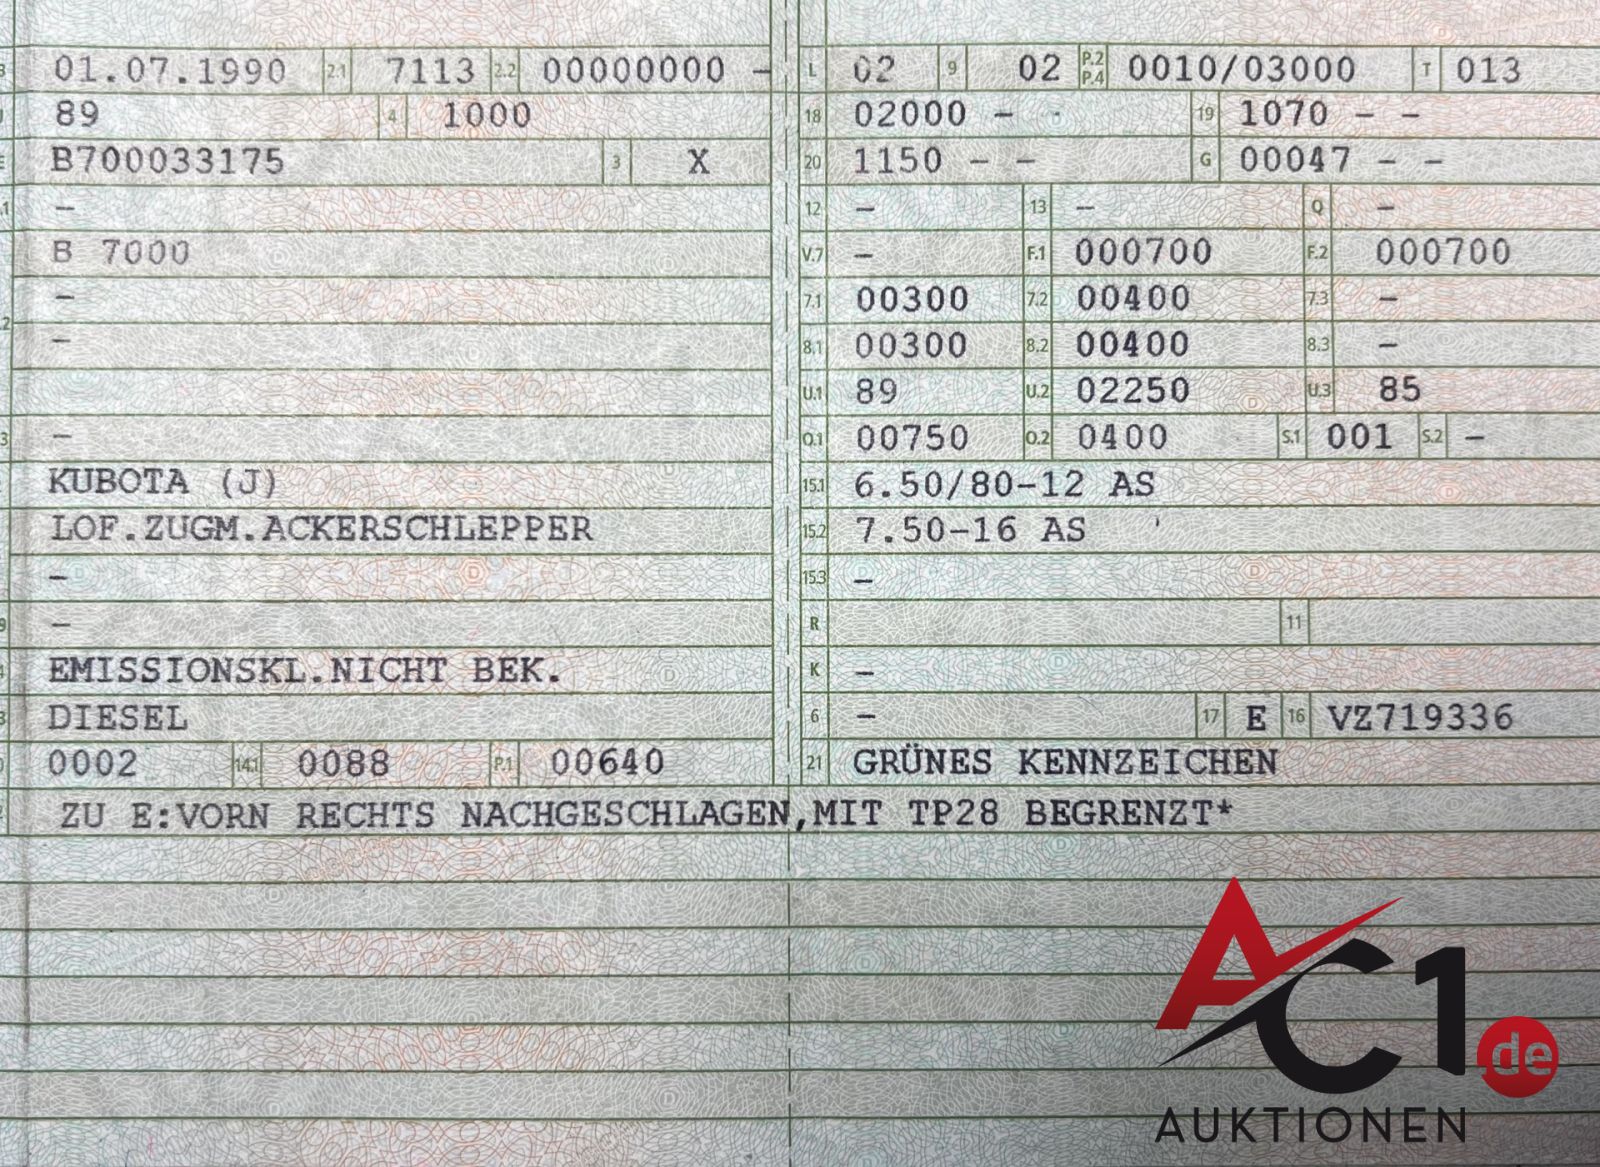 B 01.07.1990 2.1 7113 2.2 00000000 –
J 89 4 1000
E B700033175 3 X
.1 –
B 7000
–
.2 –
3 –
KUBOTA (J)
LOF.ZUGM.ACKERSCHLEPPER
–
9 –
EMISSIONSKL.NICHT BEK.
3 DIESEL
0002 14.1 0088 P.1 00640
L 02 9 02 P.2 P.4 0010/03000 T 013
18 02000 – 19 1070 – –
20 1150 – – G 00047 – –
12 – 13 – Q –
V.7 – F.1 000700 F.2 000700
7.1 00300 7.2 00400 7.3 –
8.1 00300 8.2 00400 8.3 –
U.1 89 U.2 02250 U.3 85
O.1 00750 O.2 0400 S.1 001 S.2 –
15.1 6.50/80-12 AS
15.2 7.50-16 AS
15.3 –
R 11
K –
6 – 17 E 16 VZ719336
21 GRÜNES KENNZEICHEN
ZU E:VORN RECHTS NACHGESCHLAGEN,MIT TP28 BEGRENZT*
AC1.de
AUKTIONEN